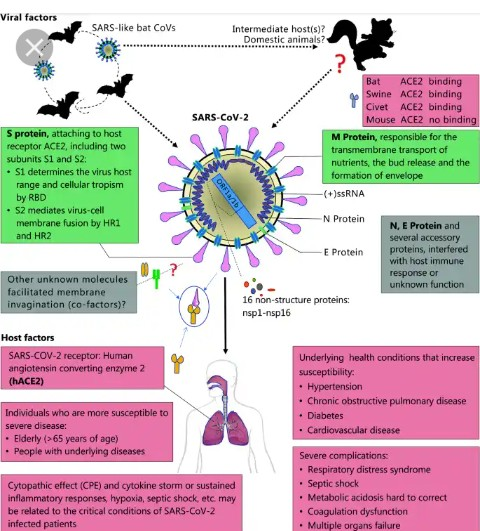 Viral factors
SARS-like bat CoVs
Intermediate host(s)?
Domestic animals?
?
Bat ACE2 binding
Swine ACE2 binding
Civet ACE2 binding
Mouse ACE2 no binding
SARS-CoV-2
S protein, attaching to host
receptor ACE2, including two
subunits S1 and S2:
• S1 determines the virus host
range and cellular tropism
by RBD
• S2 mediates virus-cell
membrane fusion by HR1
and HR2
M Protein, responsible for the
transmembrane transport of
nutrients, the bud release and the
formation of envelope
ORF1a/1b
(+)ssRNA
N Protein
E Protein
N, E Protein and
several accessory
proteins, interfered
with host immune
response or
unknown function
Other unknown molecules
facilitated membrane
invagination (co-factors)?
?
16 non-structure proteins:
nsp1-nsp16
Host factors
SARS-COV-2 receptor: Human
angiotensin converting enzyme 2
(hACE2)
Individuals who are more susceptible to
severe disease:
• Elderly (>65 years of age)
• People with underlying diseases
Cytopathic effect (CPE) and cytokine storm or sustained
inflammatory responses, hypoxia, septic shock, etc. may
be related to the critical conditions of SARS-CoV-2
infected patients
Underlying health conditions that increase
susceptibility:
• Hypertension
• Chronic obstructive pulmonary disease
• Diabetes
• Cardiovascular disease
Severe complications:
• Respiratory distress syndrome
• Septic shock
• Metabolic acidosis hard to correct
• Coagulation dysfunction
• Multiple organs failure